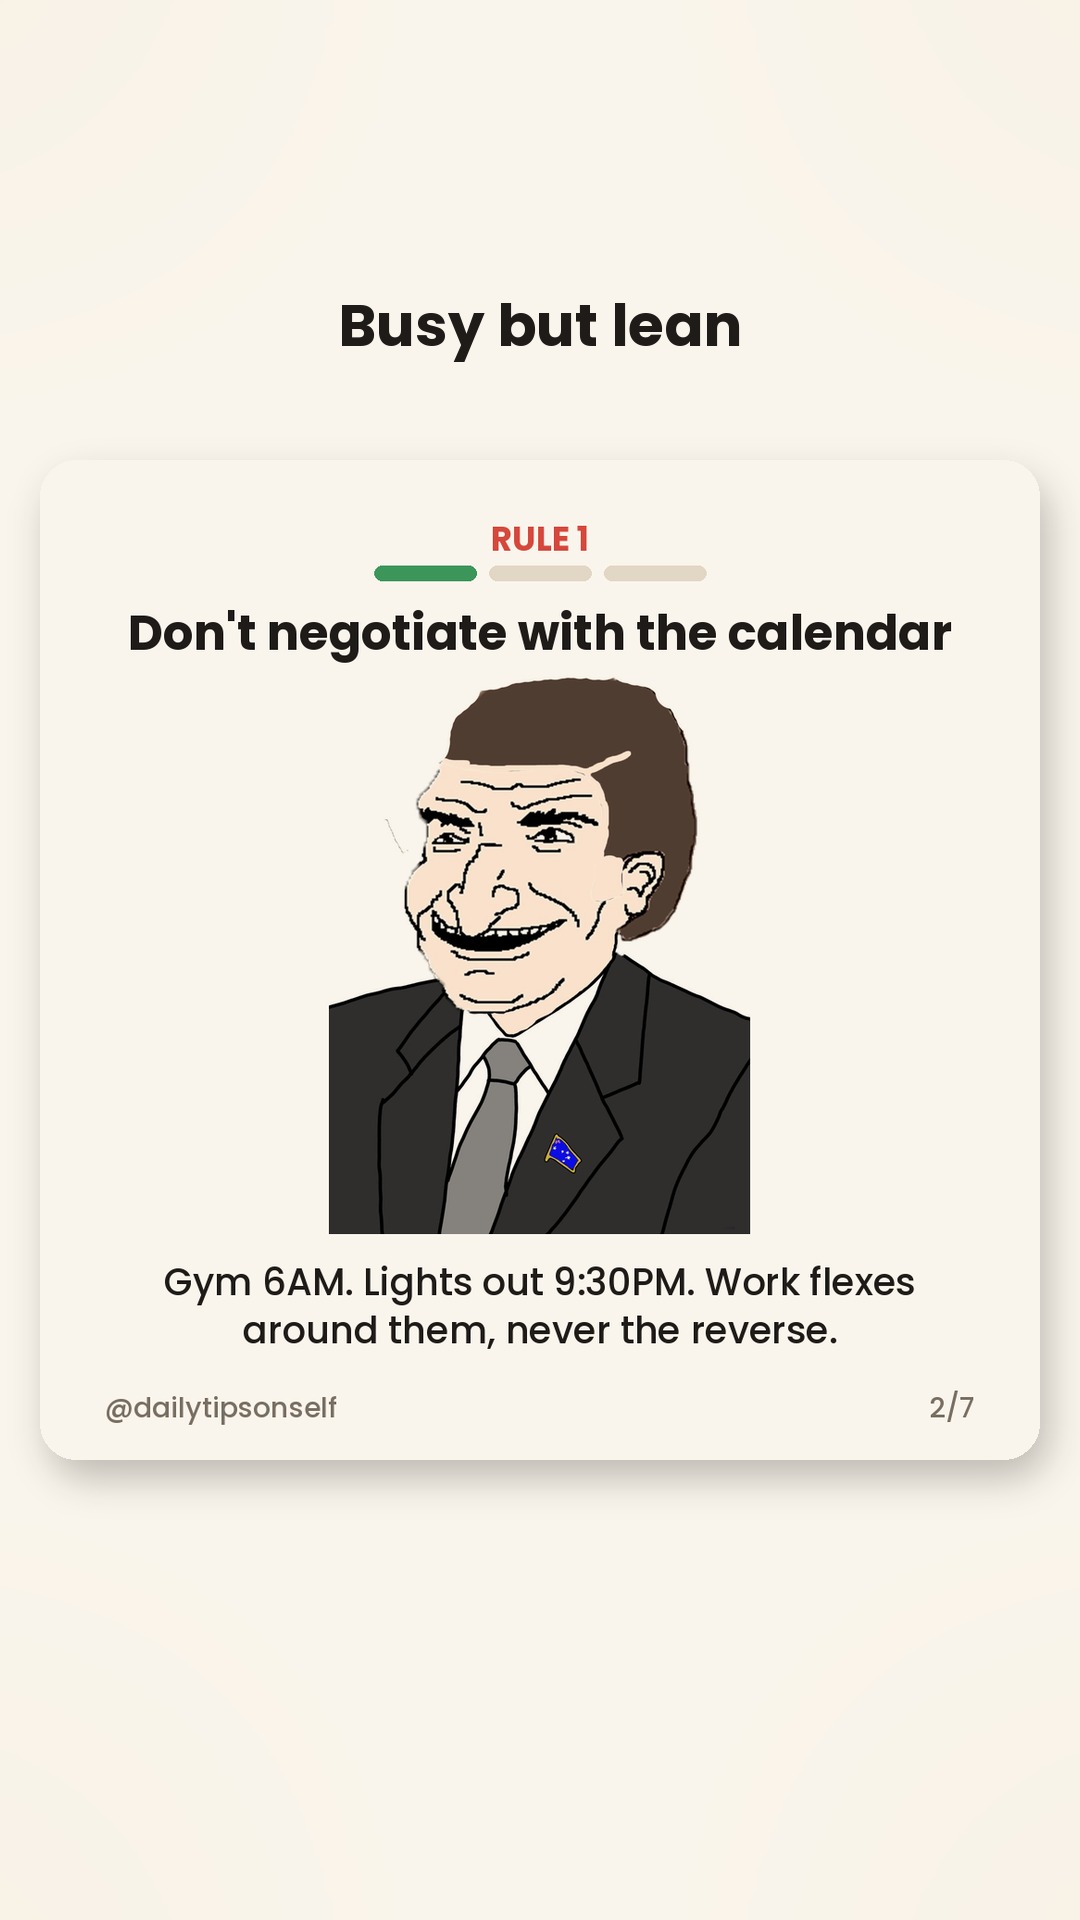 Busy but lean
RULE 1
Don't negotiate with the calendar
Gym 6AM. Lights out 9:30PM. Work flexes
around them, never the reverse.
@dailytipsonself
2/7